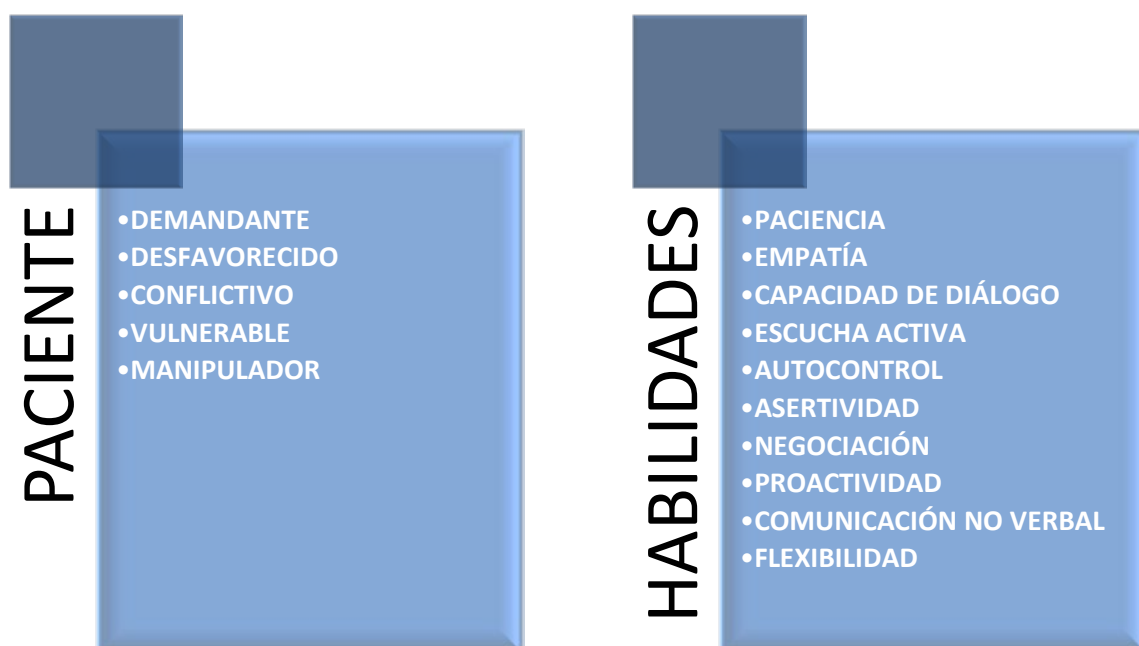 PACIENTE
•DEMANDANTE
•DESFAVORECIDO
•CONFLICTIVO
•VULNERABLE
•MANIPULADOR
HABILIDADES
•PACIENCIA
•EMPATÍA
•CAPACIDAD DE DIÁLOGO
•ESCUCHA ACTIVA
•AUTOCONTROL
•ASERTIVIDAD
•NEGOCIACIÓN
•PROACTIVIDAD
•COMUNICACIÓN NO VERBAL
•FLEXIBILIDAD